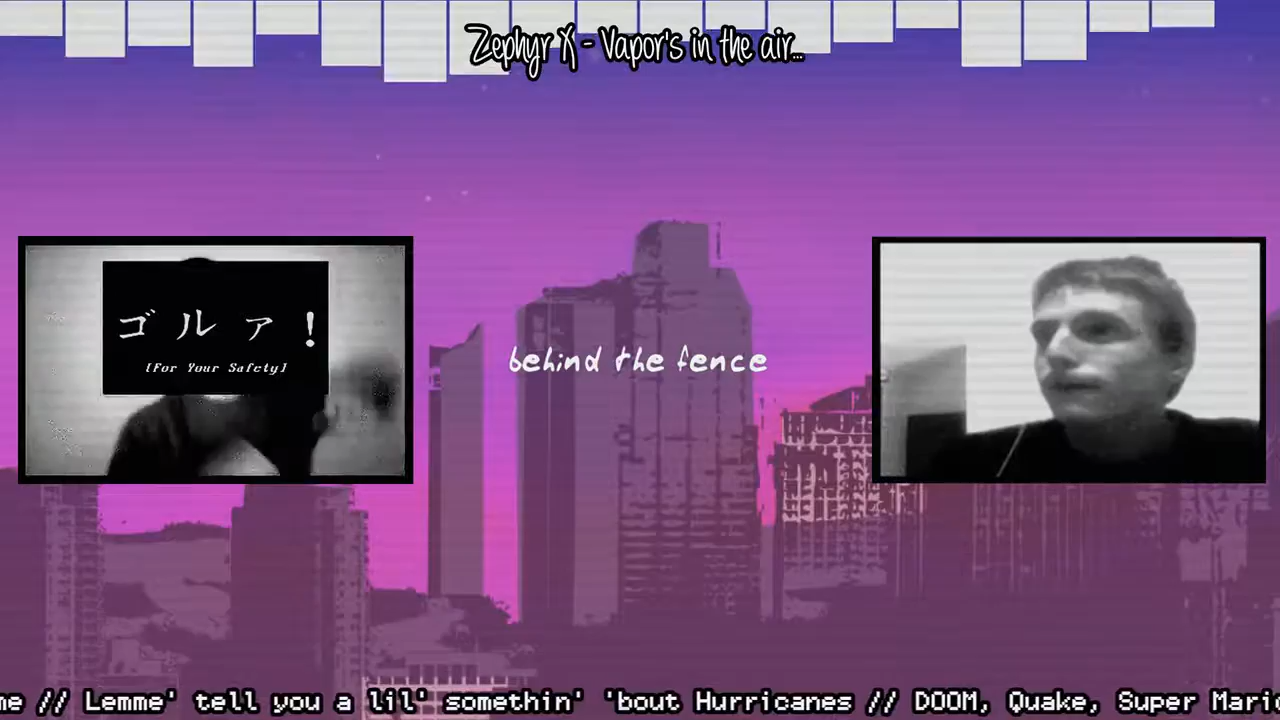 Zephyr X - Vapor's in the air...
ゴルァ!
[For Your Safety]
behind the fence
me // Lemme' tell you a lil' somethin' 'bout Hurricanes // DOOM, Quake, Super Mario